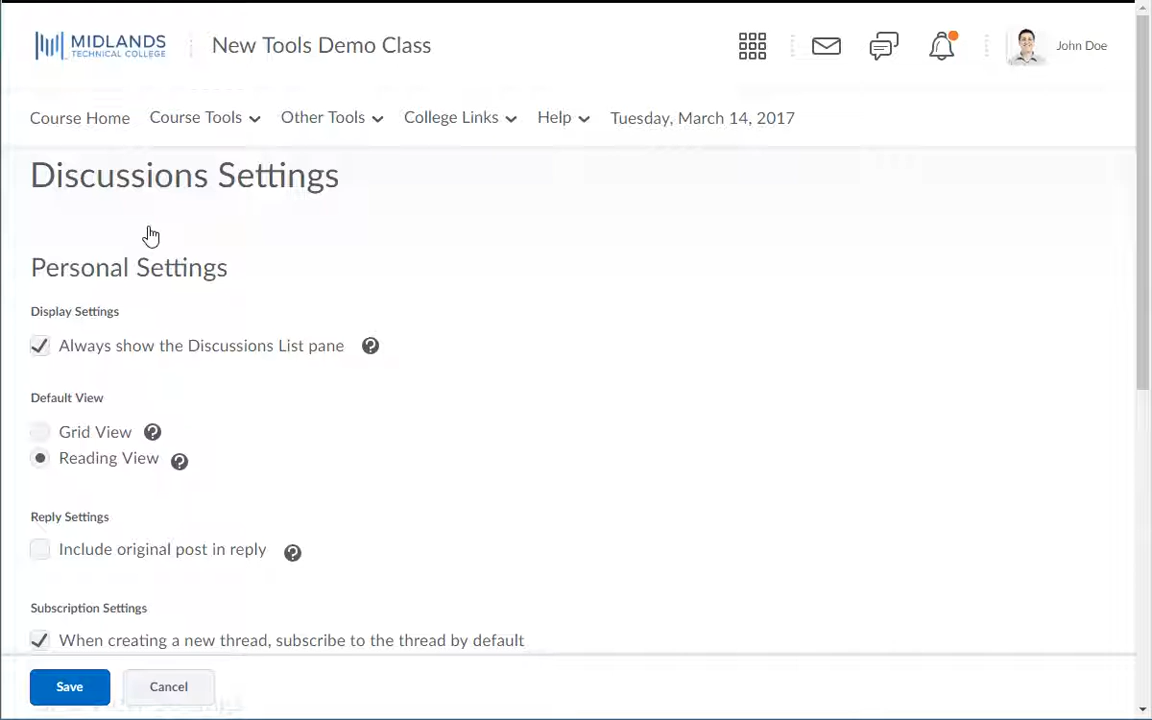 MIDLANDS
TECHNICAL COLLEGE
New Tools Demo Class
John Doe
Course Home Course Tools Other Tools College Links Help Tuesday, March 14, 2017
Discussions Settings
Personal Settings
Display Settings
Always show the Discussions List pane
Default View
Grid View
Reading View
Reply Settings
Include original post in reply
Subscription Settings
When creating a new thread, subscribe to the thread by default
Save Cancel